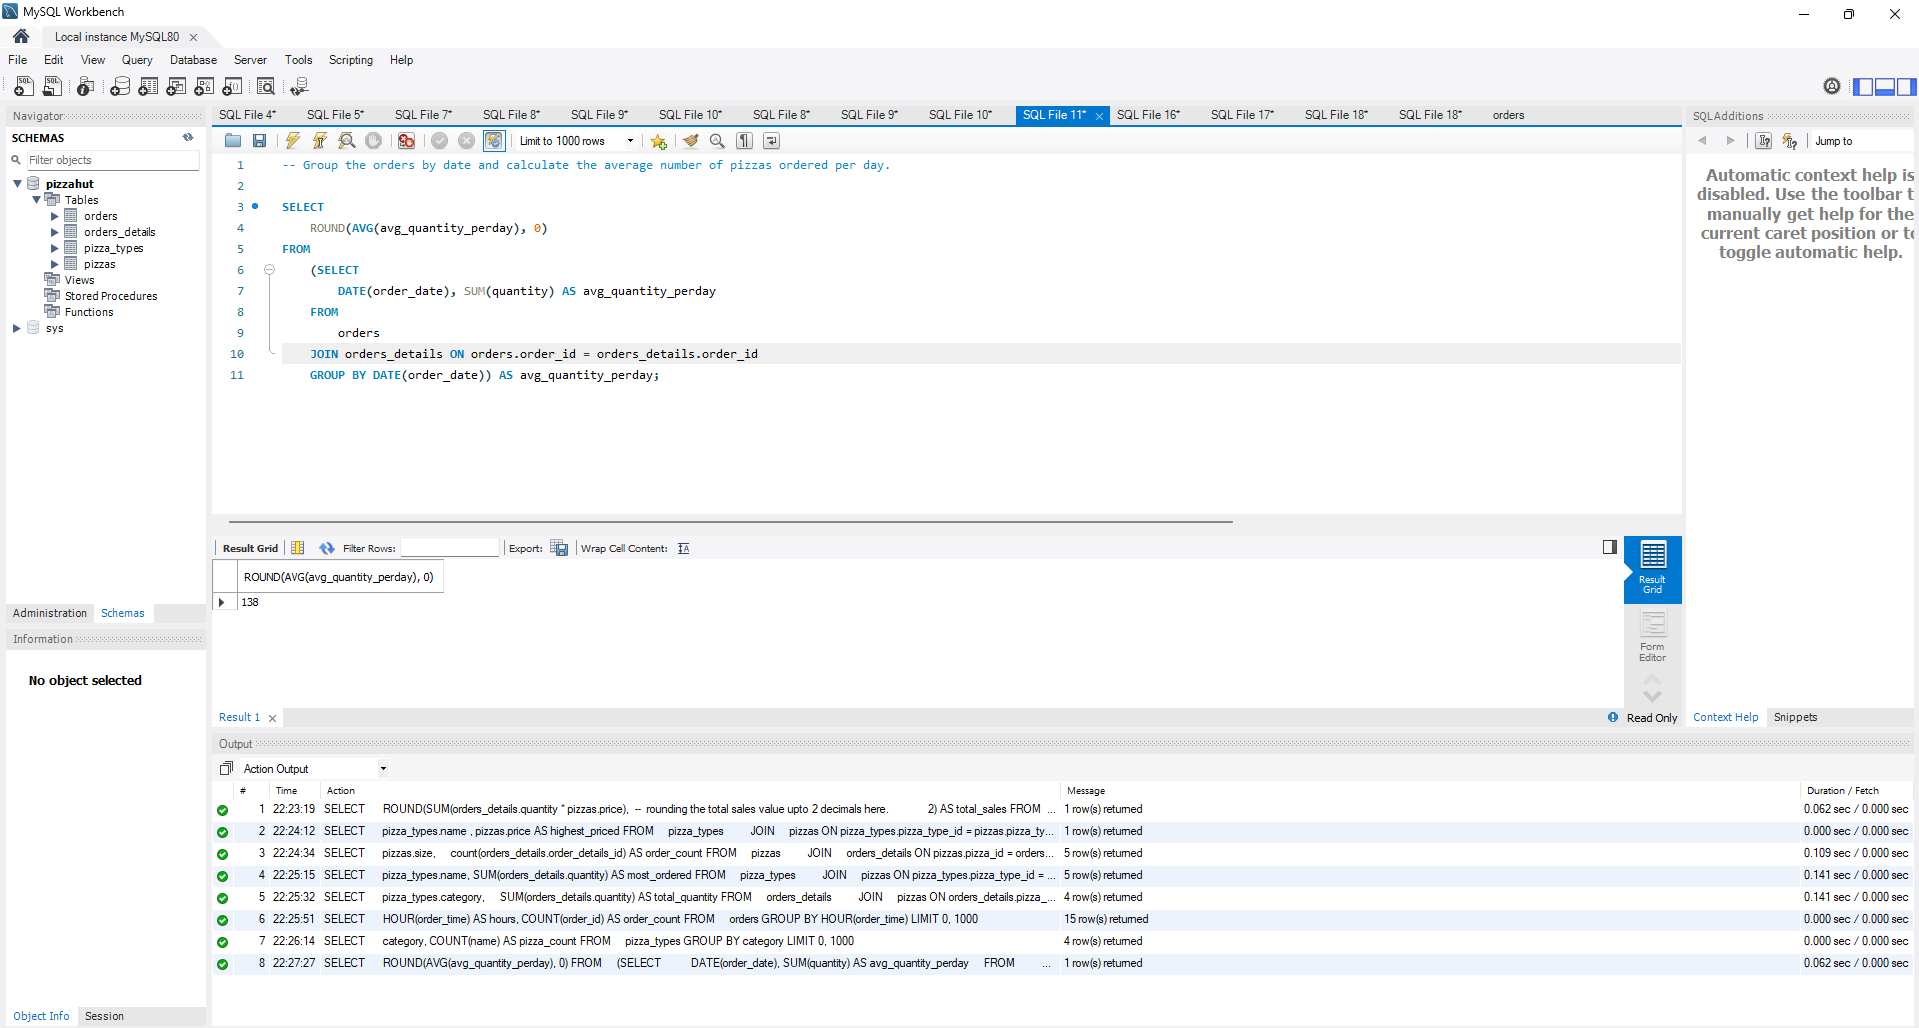 MySQL Workbench
Local instance MySQL80
File Edit View Query Database Server Tools Scripting Help
Navigator
SCHEMAS
Filter objects
pizzahut
Tables
orders
orders_details
pizza_types
pizzas
Views
Stored Procedures
Functions
sys
Administration Schemas
Information
No object selected
Object Info Session
SQL File 4* SQL File 5* SQL File 7* SQL File 8* SQL File 9* SQL File 10* SQL File 8* SQL File 9* SQL File 10* SQL File 11* SQL File 16* SQL File 17* SQL File 18* SQL File 18* orders
Limit to 1000 rows
1 -- Group the orders by date and calculate the average number of pizzas ordered per day.
2
3 SELECT
4 ROUND(AVG(avg_quantity_perday), 0)
5 FROM
6 (SELECT
7 DATE(order_date), SUM(quantity) AS avg_quantity_perday
8 FROM
9 orders
10 JOIN orders_details ON orders.order_id = orders_details.order_id
11 GROUP BY DATE(order_date)) AS avg_quantity_perday;
Result Grid Filter Rows: Export: Wrap Cell Content:
ROUND(AVG(avg_quantity_perday), 0)
138
Result Grid
Form Editor
Result 1
Read Only
SQLAdditions
Jump to
Automatic context help is
disabled. Use the toolbar t
manually get help for the
current caret position or to
toggle automatic help.
Context Help Snippets
Output
Action Output
# Time Action Message Duration / Fetch
1 22:23:19 SELECT ROUND(SUM(orders_details.quantity * pizzas.price), -- rounding the total sales value upto 2 decimals here. 2) AS total_sales FROM ... 1 row(s) returned 0.062 sec / 0.000 sec
2 22:24:12 SELECT pizza_types.name , pizzas.price AS highest_priced FROM pizza_types JOIN pizzas ON pizza_types.pizza_type_id = pizzas.pizza_ty... 1 row(s) returned 0.000 sec / 0.000 sec
3 22:24:34 SELECT pizzas.size, count(orders_details.order_details_id) AS order_count FROM pizzas JOIN orders_details ON pizzas.pizza_id = orders... 5 row(s) returned 0.109 sec / 0.000 sec
4 22:25:15 SELECT pizza_types.name, SUM(orders_details.quantity) AS most_ordered FROM pizza_types JOIN pizzas ON pizza_types.pizza_type_id = ... 5 row(s) returned 0.141 sec / 0.000 sec
5 22:25:32 SELECT pizza_types.category, SUM(orders_details.quantity) AS total_quantity FROM orders_details JOIN pizzas ON orders_details.pizza_... 4 row(s) returned 0.141 sec / 0.000 sec
6 22:25:51 SELECT HOUR(order_time) AS hours, COUNT(order_id) AS order_count FROM orders GROUP BY HOUR(order_time) LIMIT 0, 1000 15 row(s) returned 0.000 sec / 0.000 sec
7 22:26:14 SELECT category, COUNT(name) AS pizza_count FROM pizza_types GROUP BY category LIMIT 0, 1000 4 row(s) returned 0.000 sec / 0.000 sec
8 22:27:27 SELECT ROUND(AVG(avg_quantity_perday), 0) FROM (SELECT DATE(order_date), SUM(quantity) AS avg_quantity_perday FROM ... 1 row(s) returned 0.062 sec / 0.000 sec